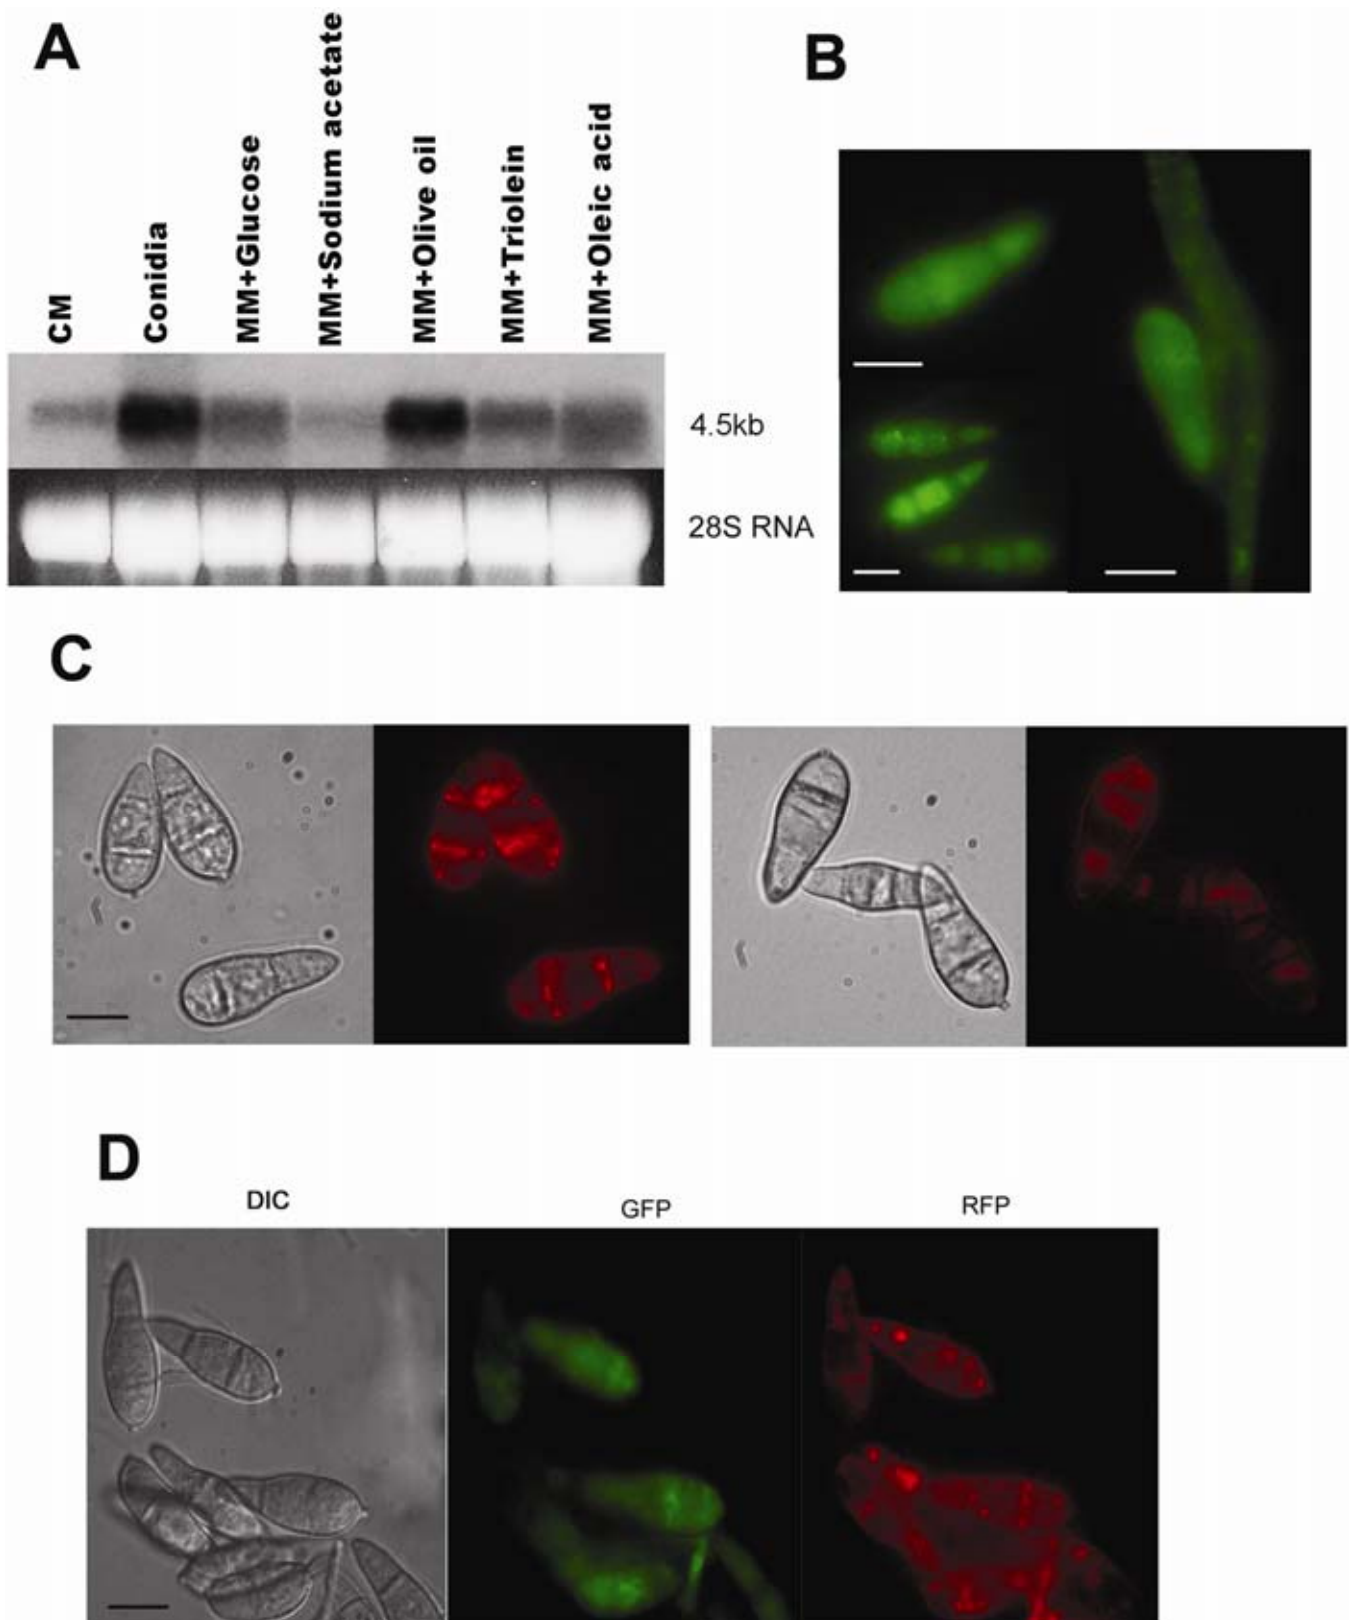 A
B
CM
Conidia
MM+Glucose
MM+Sodium acetate
MM+Olive oil
MM+Triolein
MM+Oleic acid
4.5kb
28S RNA
C
D
DIC
GFP
RFP